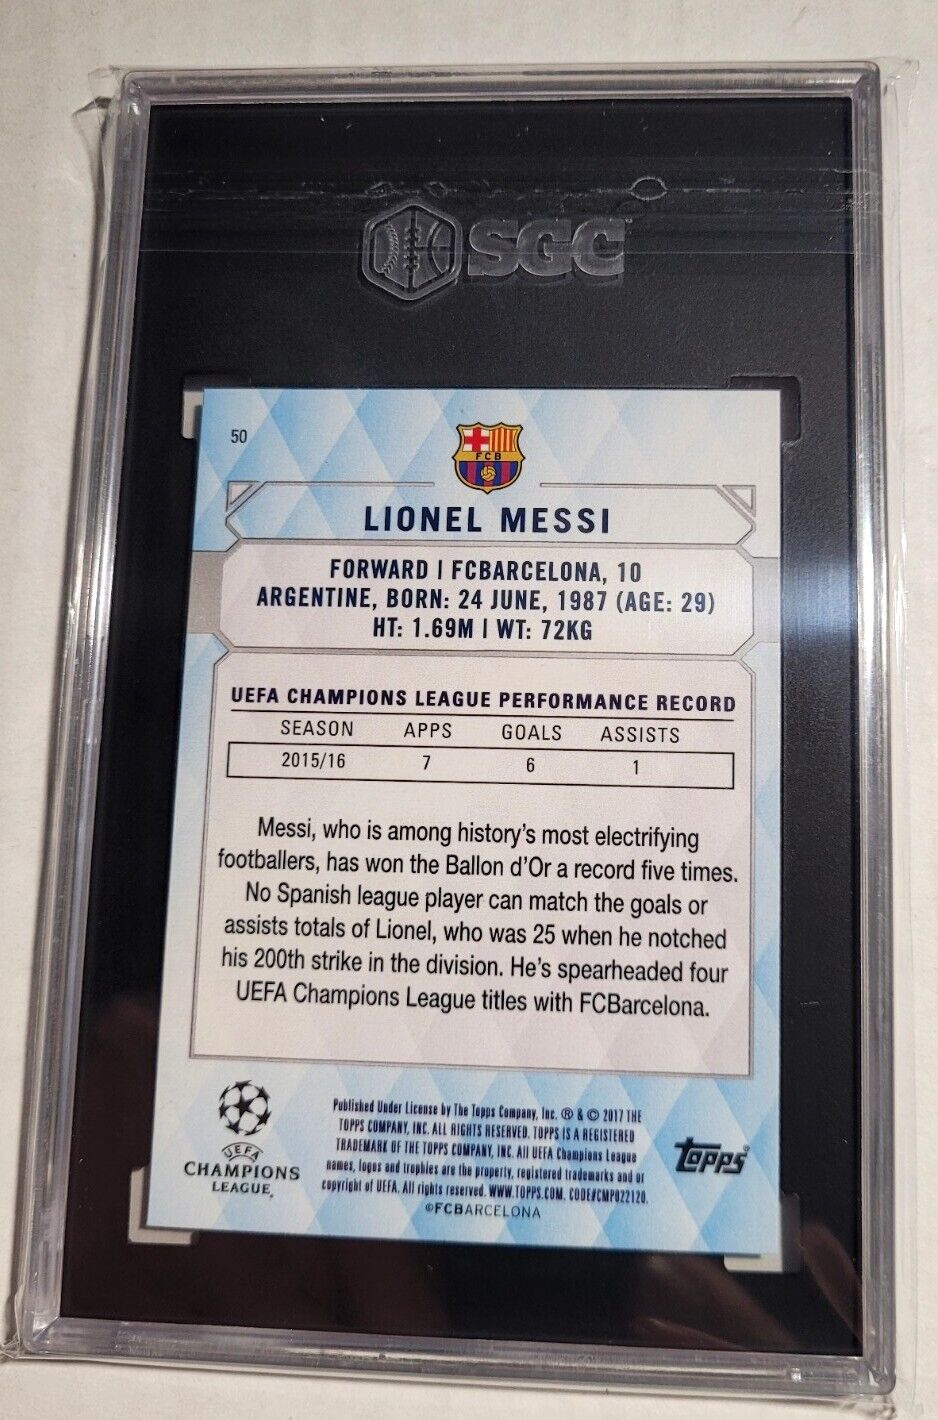 SGC
50
FCB
LIONEL MESSI
FORWARD | FCBARCELONA, 10
ARGENTINE, BORN: 24 JUNE, 1987 (AGE: 29)
HT: 1.69M | WT: 72KG
UEFA CHAMPIONS LEAGUE PERFORMANCE RECORD
SEASON APPS GOALS ASSISTS
2015/16 7 6 1
Messi, who is among history's most electrifying
footballers, has won the Ballon d'Or a record five times.
No Spanish league player can match the goals or
assists totals of Lionel, who was 25 when he notched
his 200th strike in the division. He's spearheaded four
UEFA Champions League titles with FCBarcelona.
UEFA
CHAMPIONS
LEAGUE
Published Under License by The Topps Company, Inc. ® & © 2017 THE
TOPPS COMPANY, INC. ALL RIGHTS RESERVED. TOPPS IS A REGISTERED
TRADEMARK OF THE TOPPS COMPANY, INC. All UEFA Champions League
names, logos and trophies are the property, registered trademarks and or
copyright of UEFA. All rights reserved. WWW.TOPPS.COM. CODE#CMP022120.
©FCBARCELONA
topps®